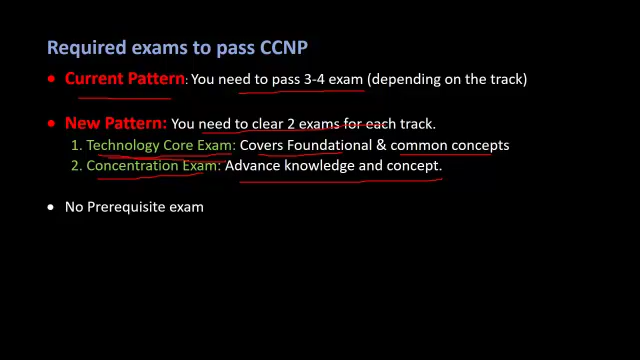 Required exams to pass CCNP
• Current Pattern: You need to pass 3-4 exam (depending on the track)
• New Pattern: You need to clear 2 exams for each track.
1. Technology Core Exam: Covers Foundational & common concepts
2. Concentration Exam: Advance knowledge and concept.
• No Prerequisite exam